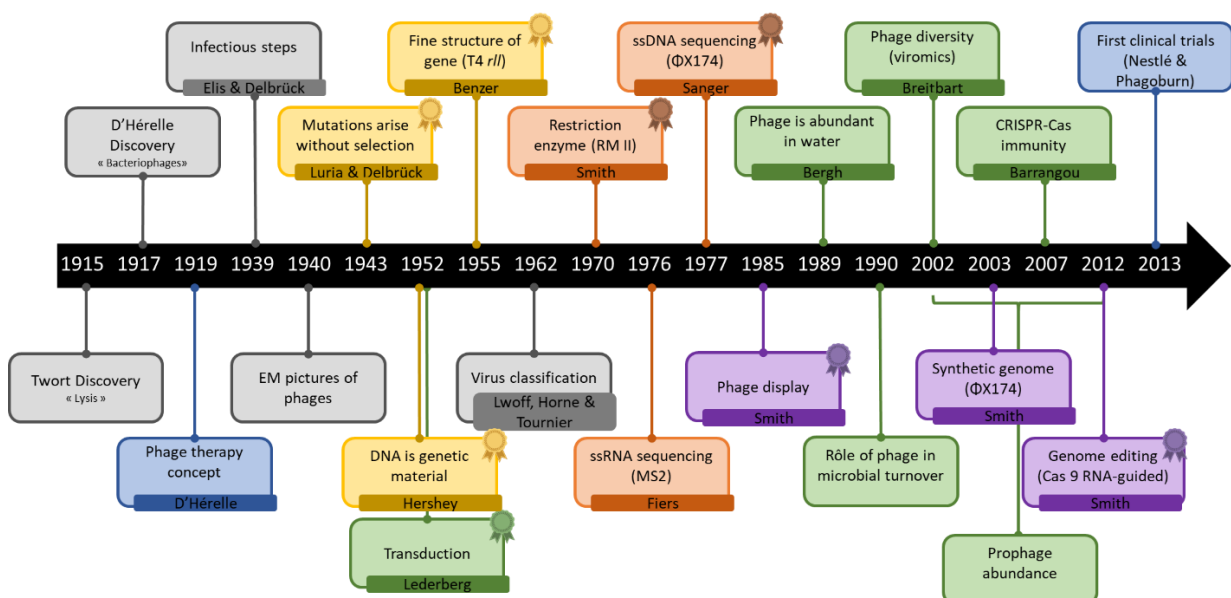 Infectious steps
Elis & Delbrück
Fine structure of
gene (T4 rII)
Benzer
ssDNA sequencing
(ΦX174)
Sanger
Phage diversity
(viromics)
Breitbart
First clinical trials
(Nestlé &
Phagoburn)
D'Hérelle
Discovery
« Bacteriophages»
Mutations arise
without selection
Luria & Delbrück
Restriction
enzyme (RM II)
Smith
Phage is abundant
in water
Bergh
CRISPR-Cas
immunity
Barrangou
1915 1917 1919 1939 1940 1943 1952 1955 1962 1970 1976 1977 1985 1989 1990 2002 2003 2007 2012 2013
Twort Discovery
« Lysis »
EM pictures of
phages
Virus classification
Lwoff, Horne &
Tournier
Phage display
Smith
Synthetic genome
(ΦX174)
Smith
Phage therapy
concept
D'Hérelle
DNA is genetic
material
Hershey
ssRNA sequencing
(MS2)
Fiers
Rôle of phage in
microbial turnover
Genome editing
(Cas 9 RNA-guided)
Smith
Transduction
Lederberg
Prophage
abundance